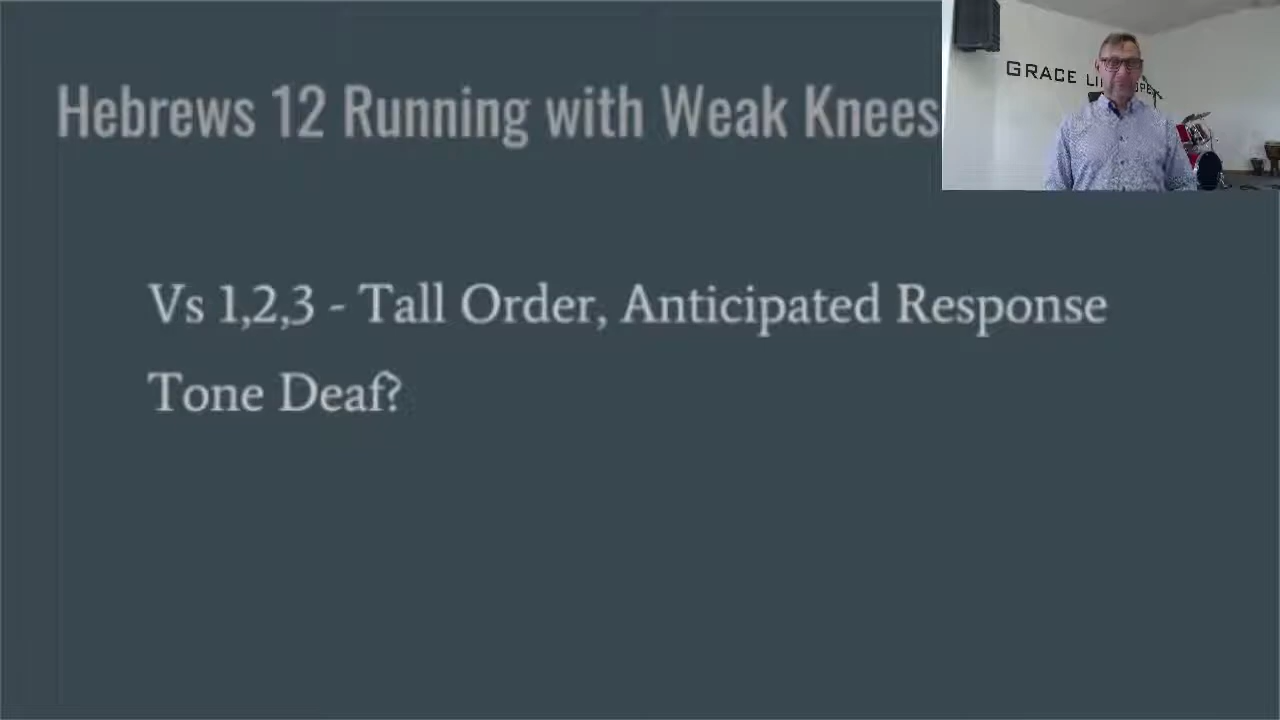 Hebrews 12 Running with Weak Knees
GRACE
Vs 1,2,3 - Tall Order, Anticipated Response
Tone Deaf?